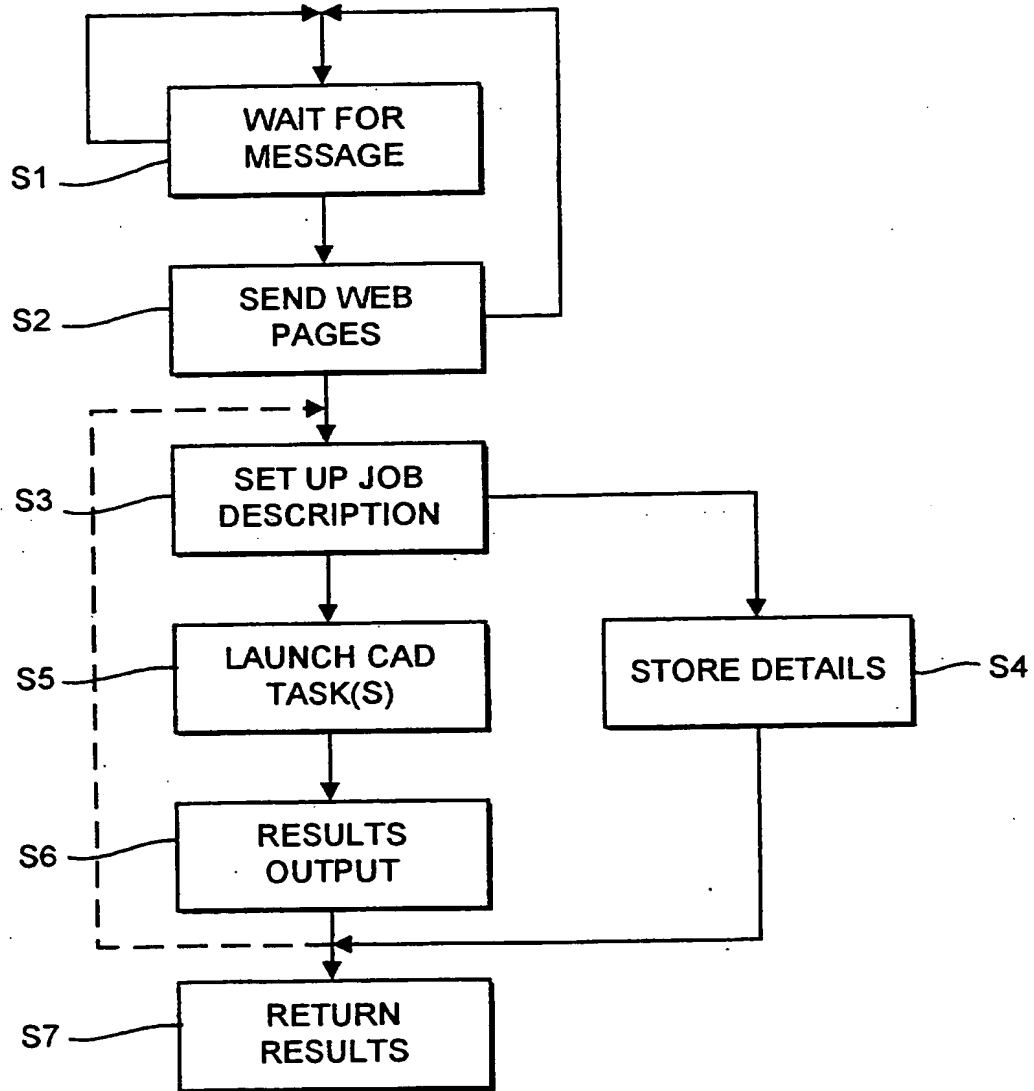 WAIT FOR
MESSAGE
S1
SEND WEB
PAGES
S2
SET UP JOB
DESCRIPTION
S3
LAUNCH CAD
TASK(S)
S5
STORE DETAILS
S4
RESULTS
OUTPUT
S6
RETURN
RESULTS
S7